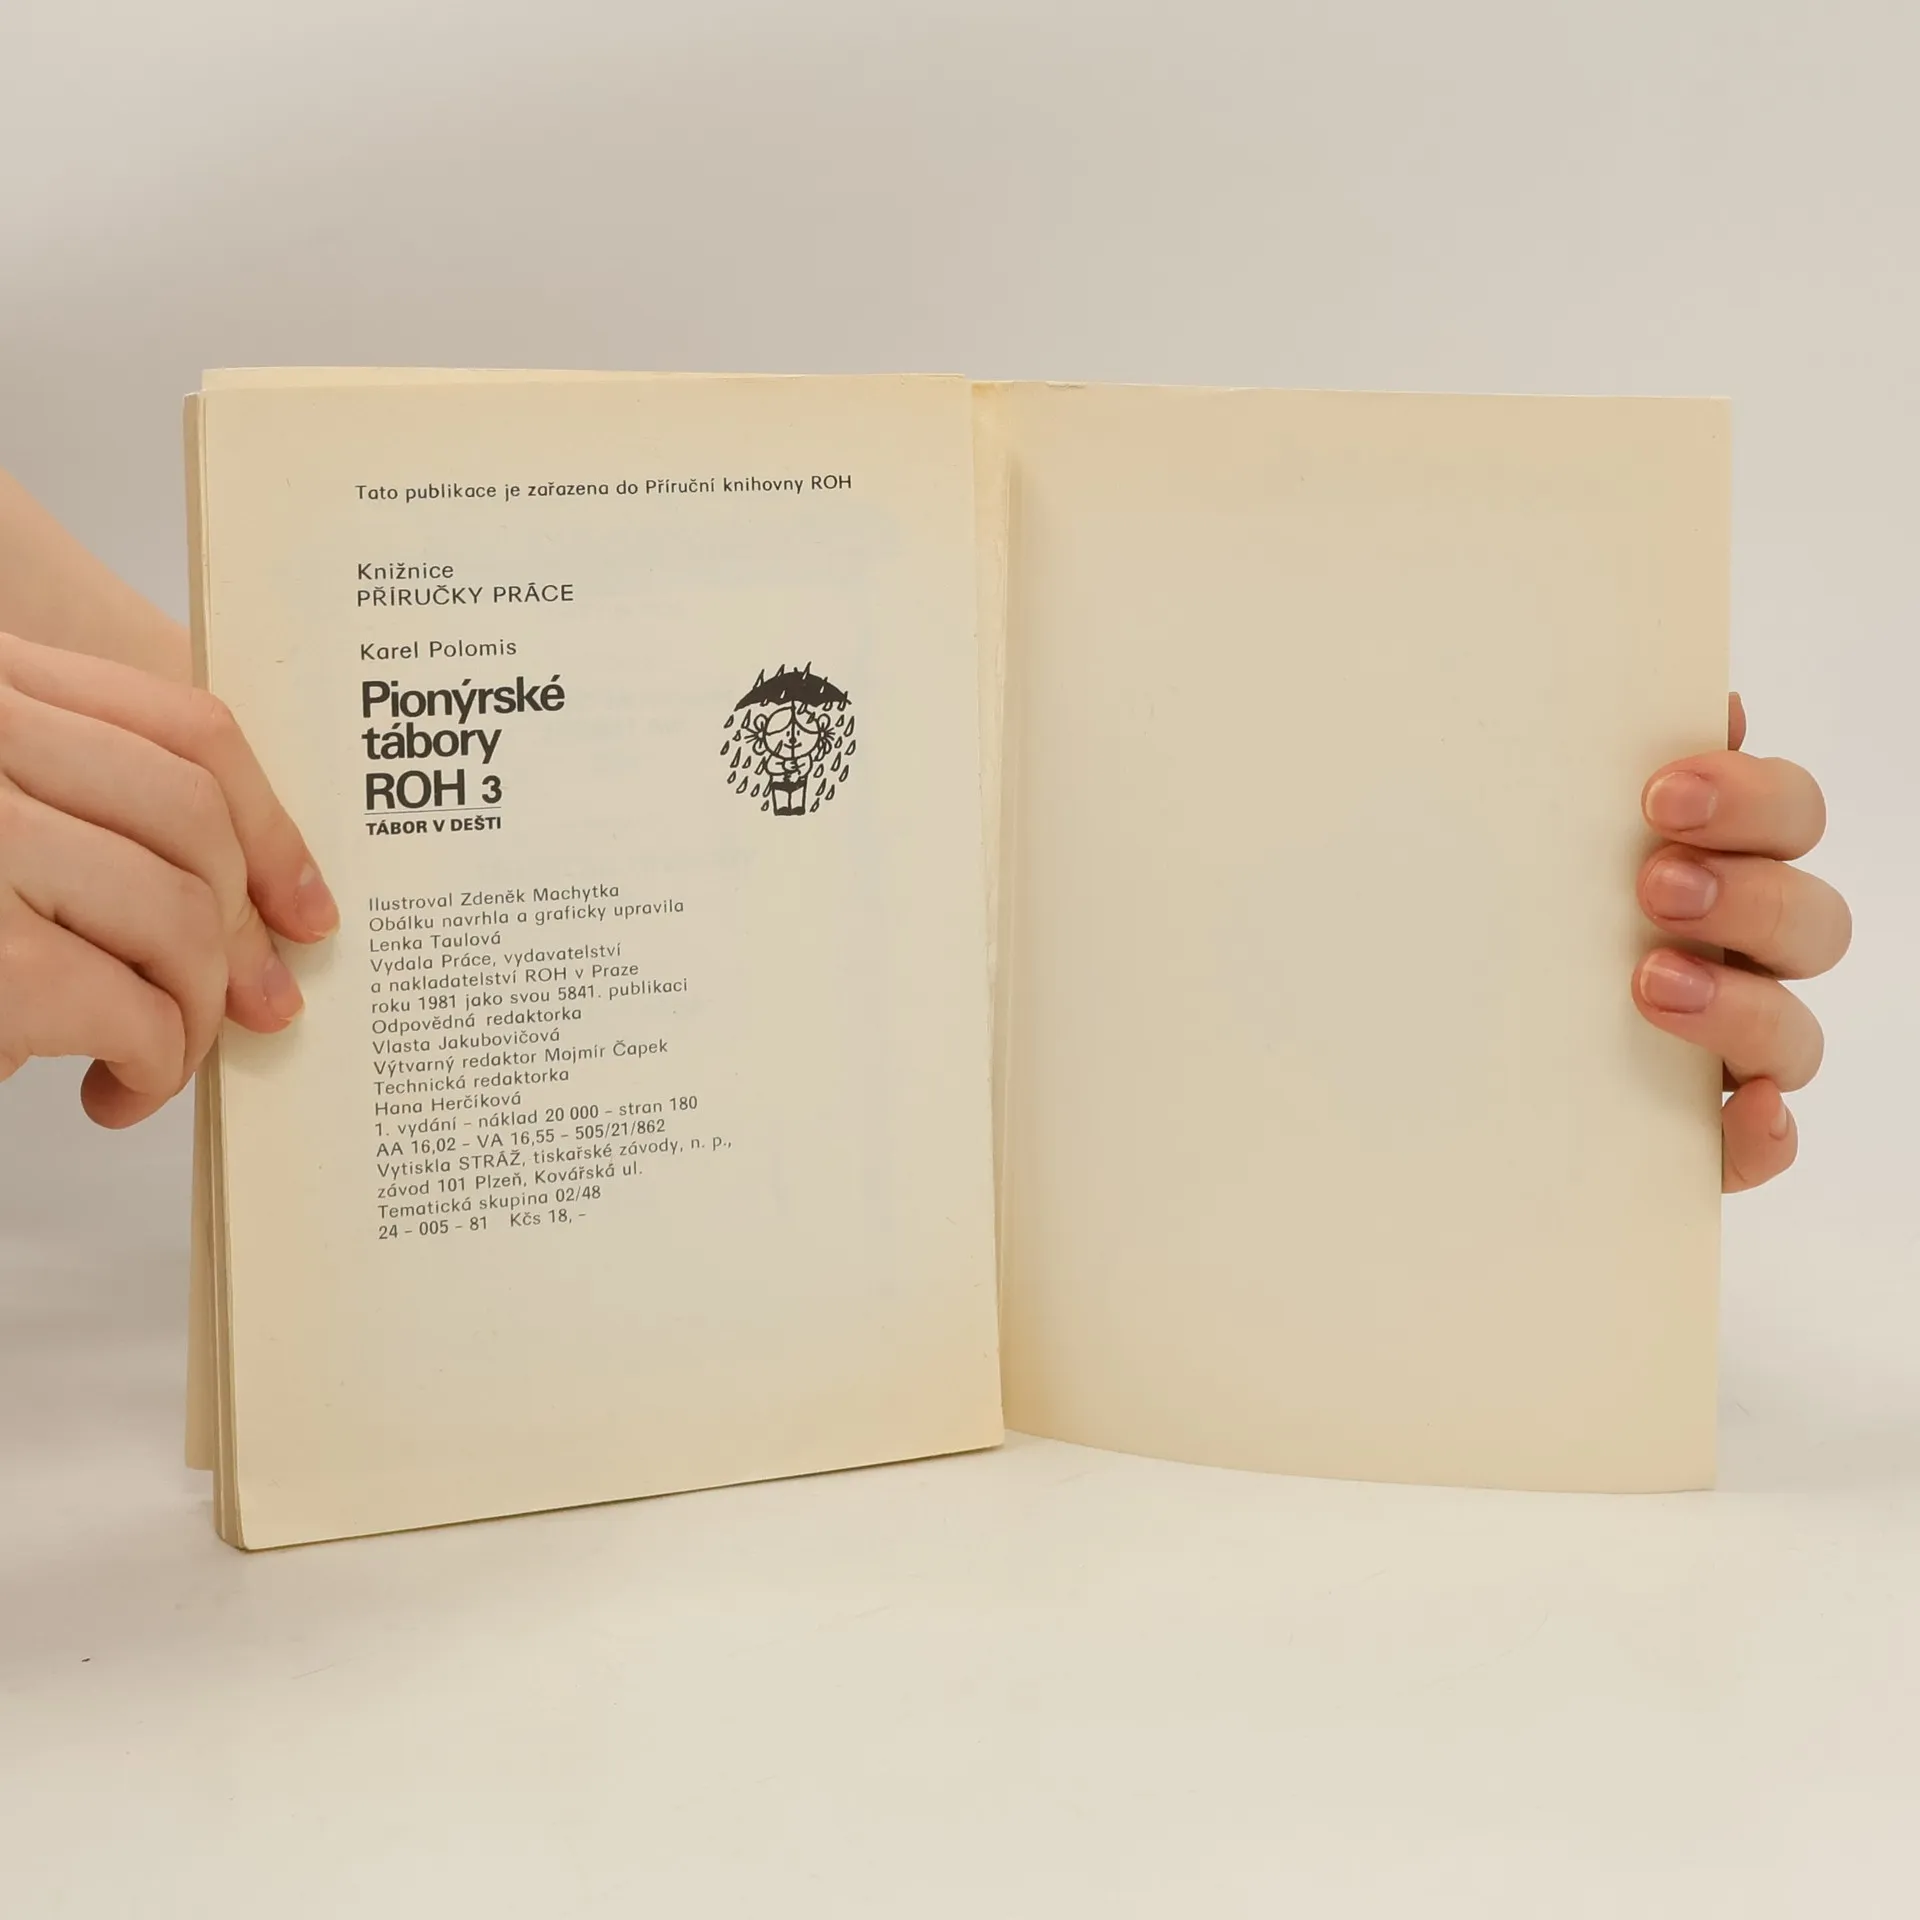 Tato publikace je zařazena do Příruční knihovny ROH
Knižnice
PŘÍRUČKY PRÁCE
Karel Polomis
Pionýrské
tábory
ROH 3
TÁBOR V DEŠTI
Ilustroval Zdeněk Machytka
Obálku navrhla a graficky upravila
Lenka Taulová
Vydala Práce, vydavatelství
a nakladatelství ROH v Praze
roku 1981 jako svou 5841. publikaci
Odpovědná redaktorka
Vlasta Jakubovičová
Výtvarný redaktor Mojmír Čapek
Technická redaktorka
Hana Herčíková
1. vydání – náklad 20 000 – stran 180
AA 16,02 – VA 16,55 – 505/21/862
Vytiskla STRÁŽ, tiskařské závody, n. p.,
závod 101 Plzeň, Kovářská ul.
Tematická skupina 02/48
24 – 005 – 81 Kčs 18, –